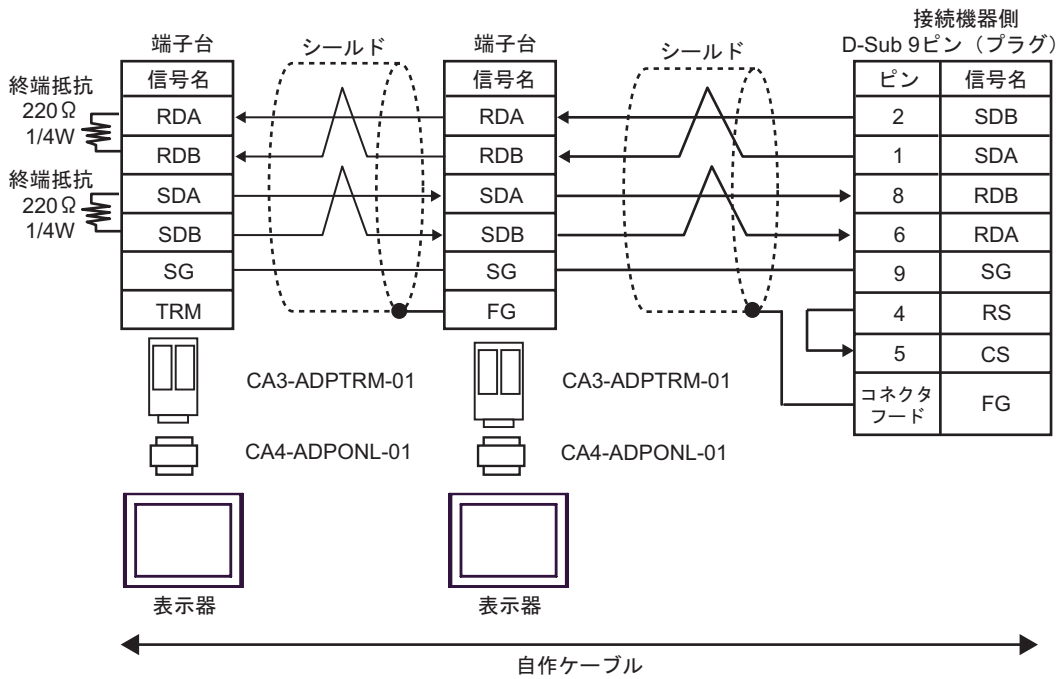 接続機器側
D-Sub 9ピン（プラグ）
端子台
シールド
端子台
シールド
信号名
信号名
ピン
信号名
終端抵抗
220Ω
1/4W
RDA
RDA
2
SDB
RDB
RDB
1
SDA
終端抵抗
220Ω
1/4W
SDA
SDA
8
RDB
SDB
SDB
6
RDA
SG
SG
9
SG
TRM
FG
4
RS
5
CS
コネクタ
フード
FG
CA3-ADPTRM-01
CA3-ADPTRM-01
CA4-ADPONL-01
CA4-ADPONL-01
表示器
表示器
自作ケーブル